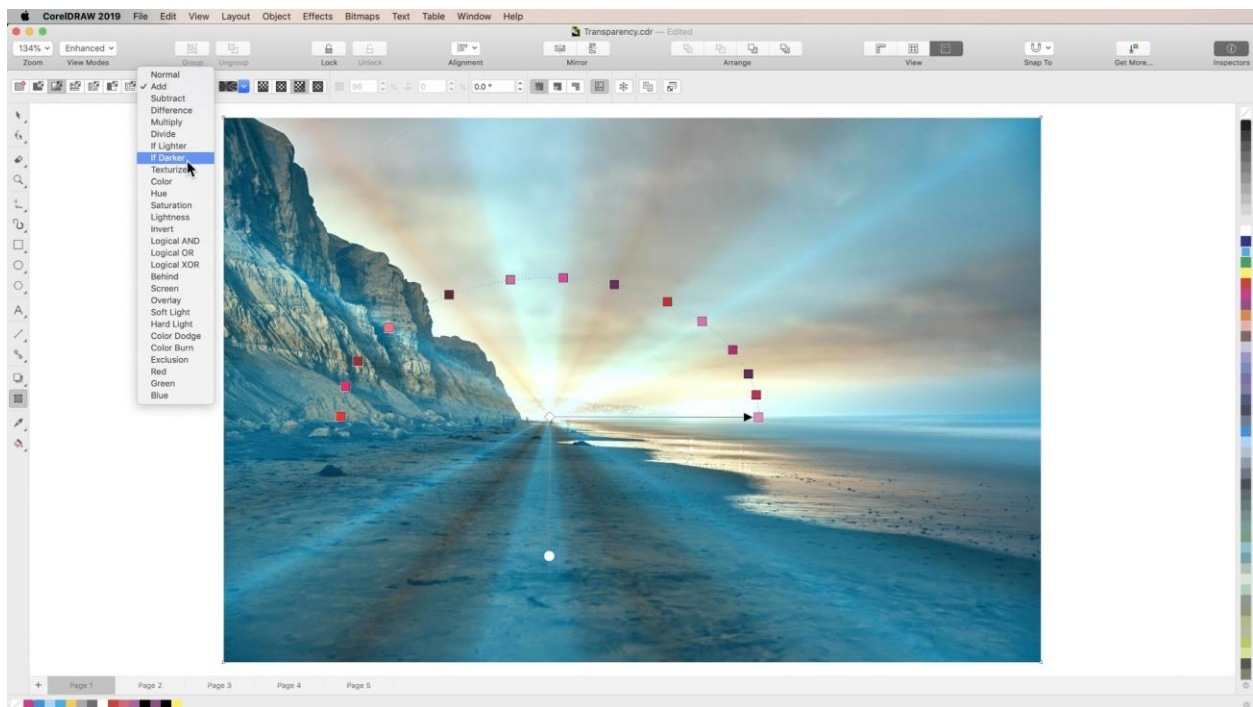 CorelDRAW 2019 File Edit View Layout Object Effects Bitmaps Text Table Window Help
Transparency.cdr — Edited
134% Enhanced
Zoom View Modes Group Ungroup Lock Unlock Alignment Mirror Arrange View Snap To Get More... Inspectors
96 % 0 % 0.0 °
Normal
Add
Subtract
Difference
Multiply
Divide
If Lighter
If Darker
Texturize
Color
Hue
Saturation
Lightness
Invert
Logical AND
Logical OR
Logical XOR
Behind
Screen
Overlay
Soft Light
Hard Light
Color Dodge
Color Burn
Exclusion
Red
Green
Blue
+ Page 1 Page 2 Page 3 Page 4 Page 5